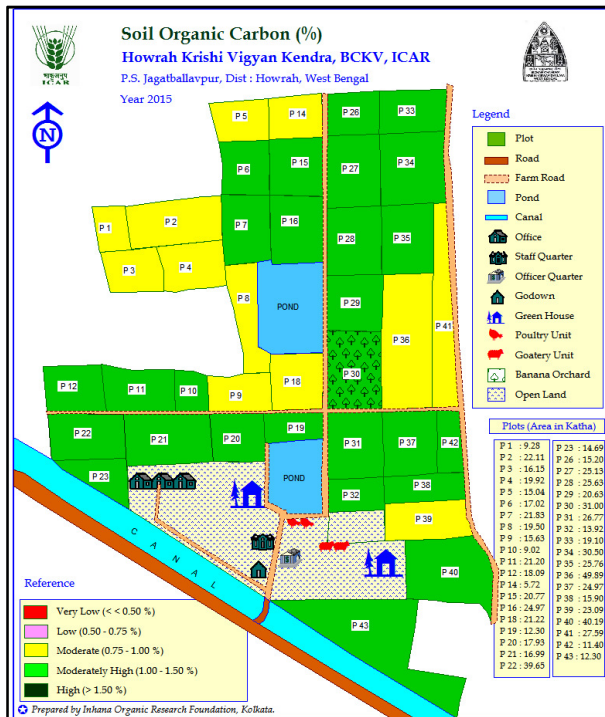 Soil Organic Carbon (%)
Howrah Krishi Vigyan Kendra, BCKV, ICAR
P.S. Jagatballavpur, Dist : Howrah, West Bengal
Year 2015
ICAR
N
P 5
P 14
P 26
P 33
P 6
P 15
P 27
P 34
P 1
P 2
P 7
P 16
P 28
P 35
P 3
P 4
P 8
POND
P 29
P 36
P 41
P 12
P 11
P 10
P 9
P 18
P 30
P 22
P 21
P 20
P 19
P 31
P 37
P 42
P 23
POND
P 32
P 38
P 39
P 40
P 43
CANAL
Legend
Plot
Road
Farm Road
Pond
Canal
Office
Staff Quarter
Officer Quarter
Godown
Green House
Poultry Unit
Goatery Unit
Banana Orchard
Open Land
Plots (Area in Katha)
P 1 : 9.28
P 2 : 22.11
P 3 : 16.15
P 4 : 19.92
P 5 : 15.04
P 6 : 17.02
P 7 : 21.83
P 8 : 19.50
P 9 : 15.63
P 10 : 9.02
P 11 : 21.20
P 12 : 18.09
P 14 : 5.72
P 15 : 20.77
P 16 : 24.97
P 18 : 21.22
P 19 : 12.30
P 20 : 17.93
P 21 : 16.99
P 22 : 39.65
P 23 : 14.69
P 26 : 15.20
P 27 : 25.13
P 28 : 25.63
P 29 : 20.63
P 30 : 31.00
P 31 : 26.77
P 32 : 13.92
P 33 : 19.10
P 34 : 30.50
P 35 : 25.76
P 36 : 49.89
P 37 : 24.97
P 38 : 15.90
P 39 : 23.09
P 40 : 40.19
P 41 : 27.59
P 42 : 11.40
P 43 : 12.30
Reference
Very Low (< < 0.50 %)
Low (0.50 - 0.75 %)
Moderate (0.75 - 1.00 %)
Moderately High (1.00 - 1.50 %)
High (> 1.50 %)
Prepared by Inhana Organic Research Foundation, Kolkata.